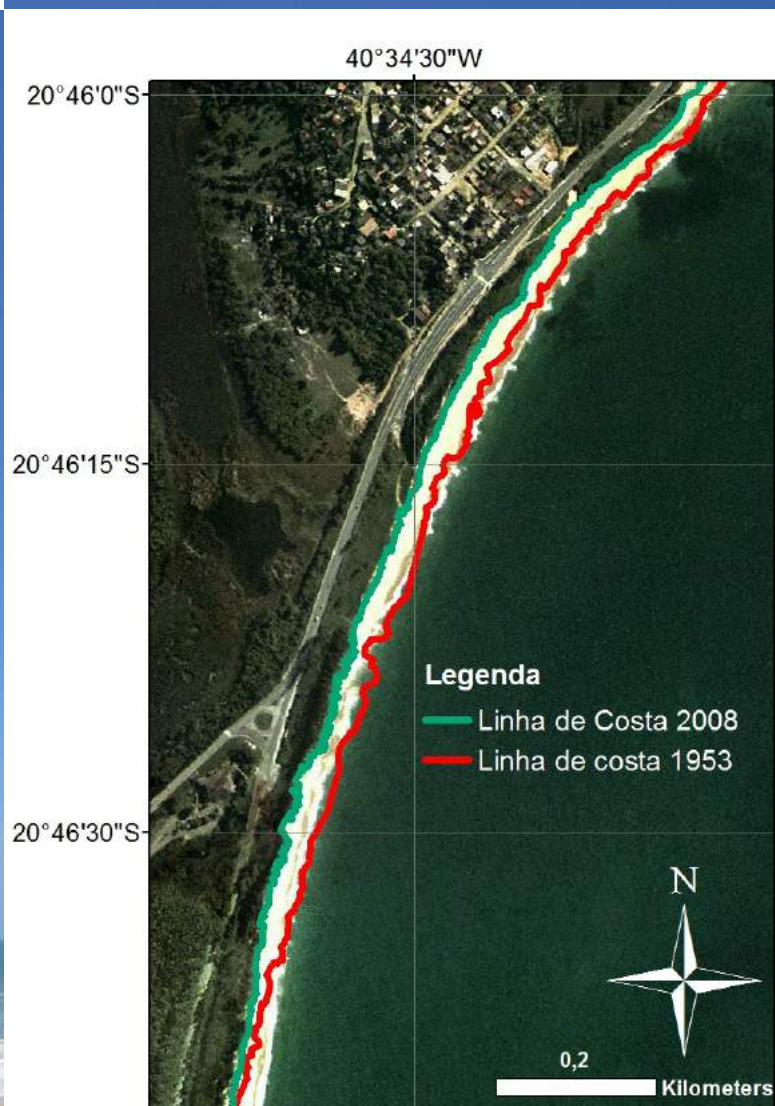 40°34'30"W
20°46'0"S
20°46'15"S
Legenda
Linha de Costa 2008
Linha de costa 1953
20°46'30"S
N
0,2
Kilometers